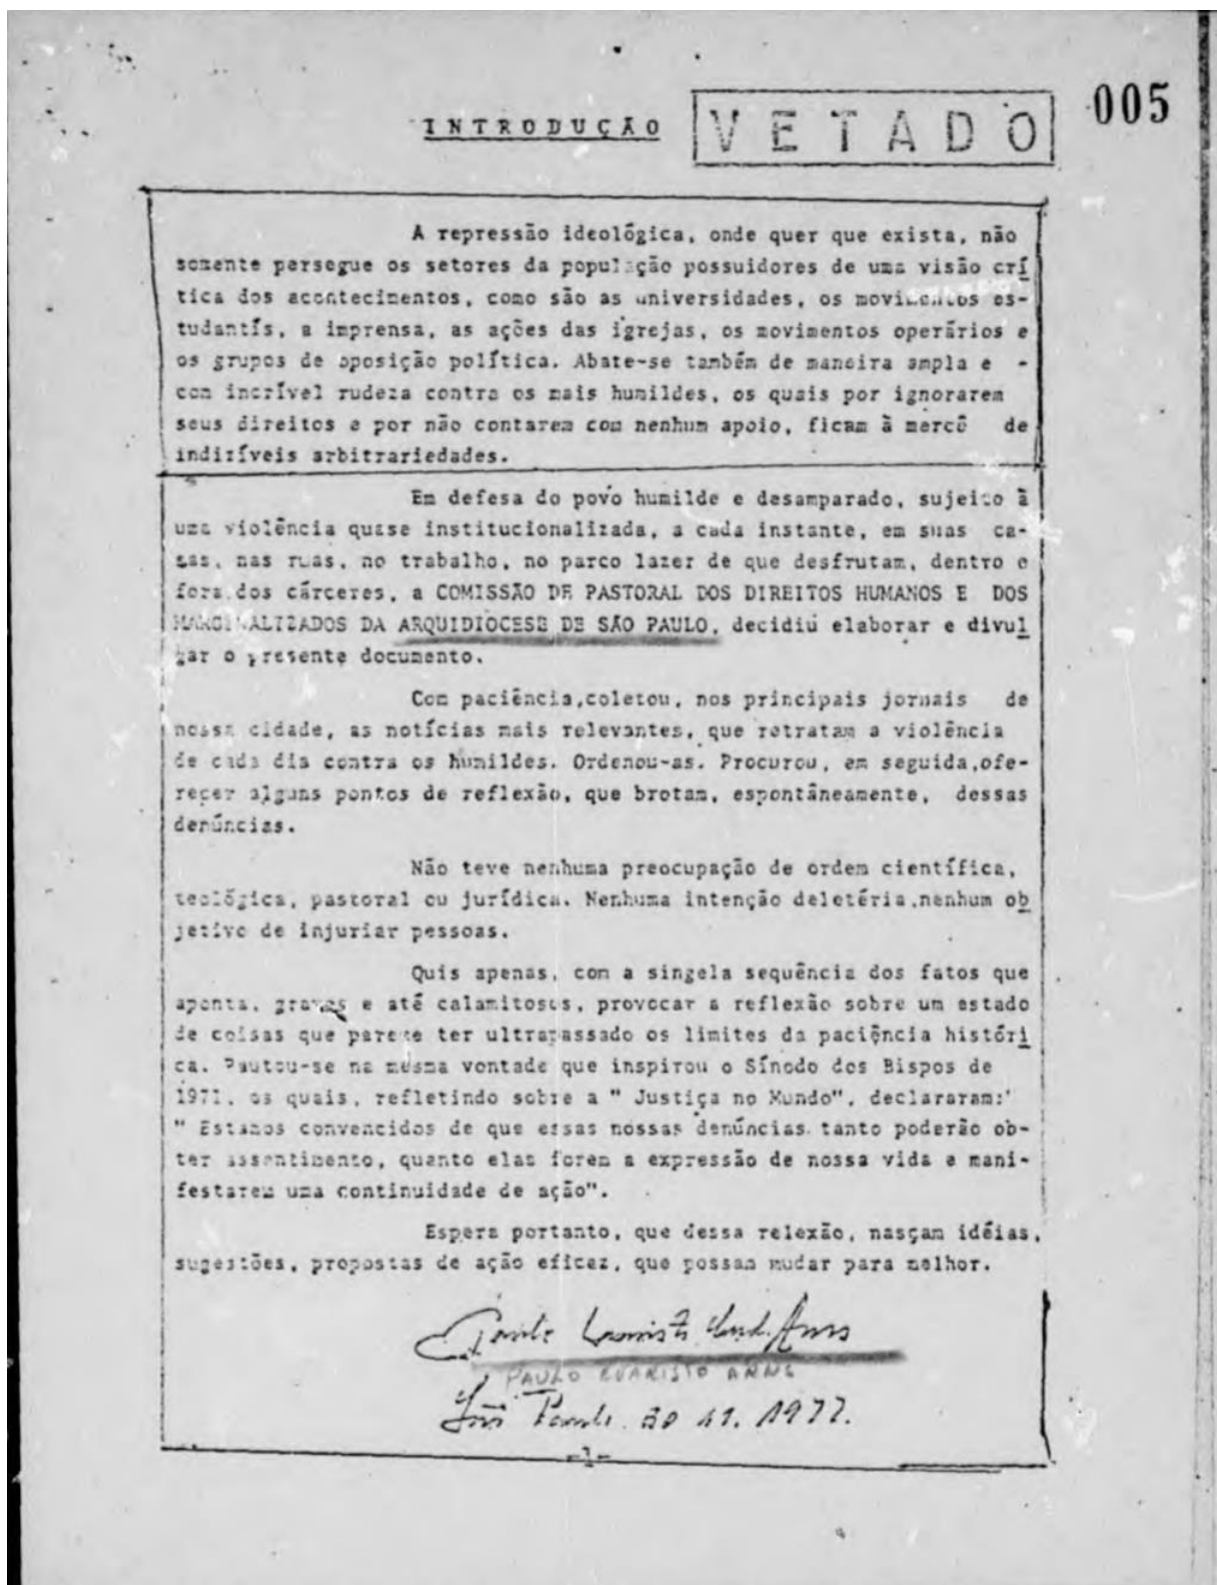 005
INTRODUÇÃO VETADO
A repressão ideológica, onde quer que exista, não
somente persegue os setores da população possuidores de uma visão crí
tica dos acontecimentos, como são as universidades, os movimentos es-
tudantís, a imprensa, as ações das igrejas, os movimentos operários e
os grupos de oposição política. Abate-se também de maneira ampla e -
com incrível rudeza contra os mais humildes, os quais por ignorarem
seus direitos e por não contarem com nenhum apoio, ficam à mercê de
indizíveis arbitrariedades.
Em defesa do povo humilde e desamparado, sujeito à
uma violência quase institucionalizada, a cada instante, em suas ca-
sas, nas ruas, no trabalho, no parco lazer de que desfrutam, dentro e
fora dos cárceres, a COMISSÃO DE PASTORAL DOS DIREITOS HUMANOS E DOS
MARGINALIZADOS DA ARQUIDIOCESE DE SÃO PAULO, decidiu elaborar e divul
gar o presente documento.
Com paciência,coletou, nos principais jornais de
nossa cidade, as notícias mais relevantes, que retratam a violência
de cada dia contra os humildes. Ordenou-as. Procurou, em seguida,ofe-
recer alguns pontos de reflexão, que brotam, espontâneamente, dessas
denúncias.
Não teve nenhuma preocupação de ordem científica,
teológica, pastoral ou jurídica. Nenhuma intenção deletéria,nenhum ob
jetivo de injuriar pessoas.
Quis apenas, com a singela sequência dos fatos que
aponta, graves e até calamitosos, provocar a reflexão sobre um estado
de coisas que parece ter ultrapassado os limites da paciência históri
ca. Pautou-se na mesma vontade que inspirou o Sínodo dos Bispos de
1971, os quais, refletindo sobre a " Justiça no Mundo", declararam:'
" Estamos convencidos de que essas nossas denúncias tanto poderão ob-
ter assentimento, quanto elas forem a expressão de nossa vida e mani-
festarem uma continuidade de ação".
Espera portanto, que dessa relexão, nasçam idéias,
sugestões, propostas de ação eficaz, que possam mudar para melhor.
Paulo Evaristo Card. Arns
PAULO EVARISTO ARNS
São Paulo. 30 11. 1977.
-1-